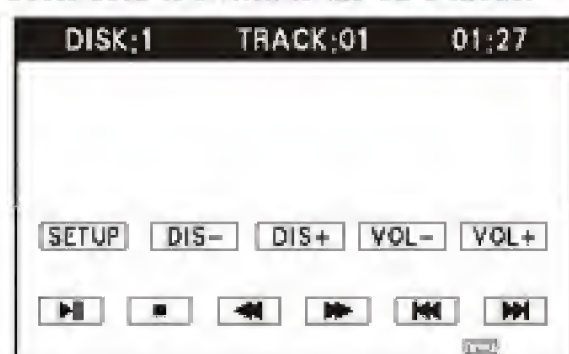 DISK;1 TRACK;01 01;27
SETUP DIS- DIS+ VOL- VOL+